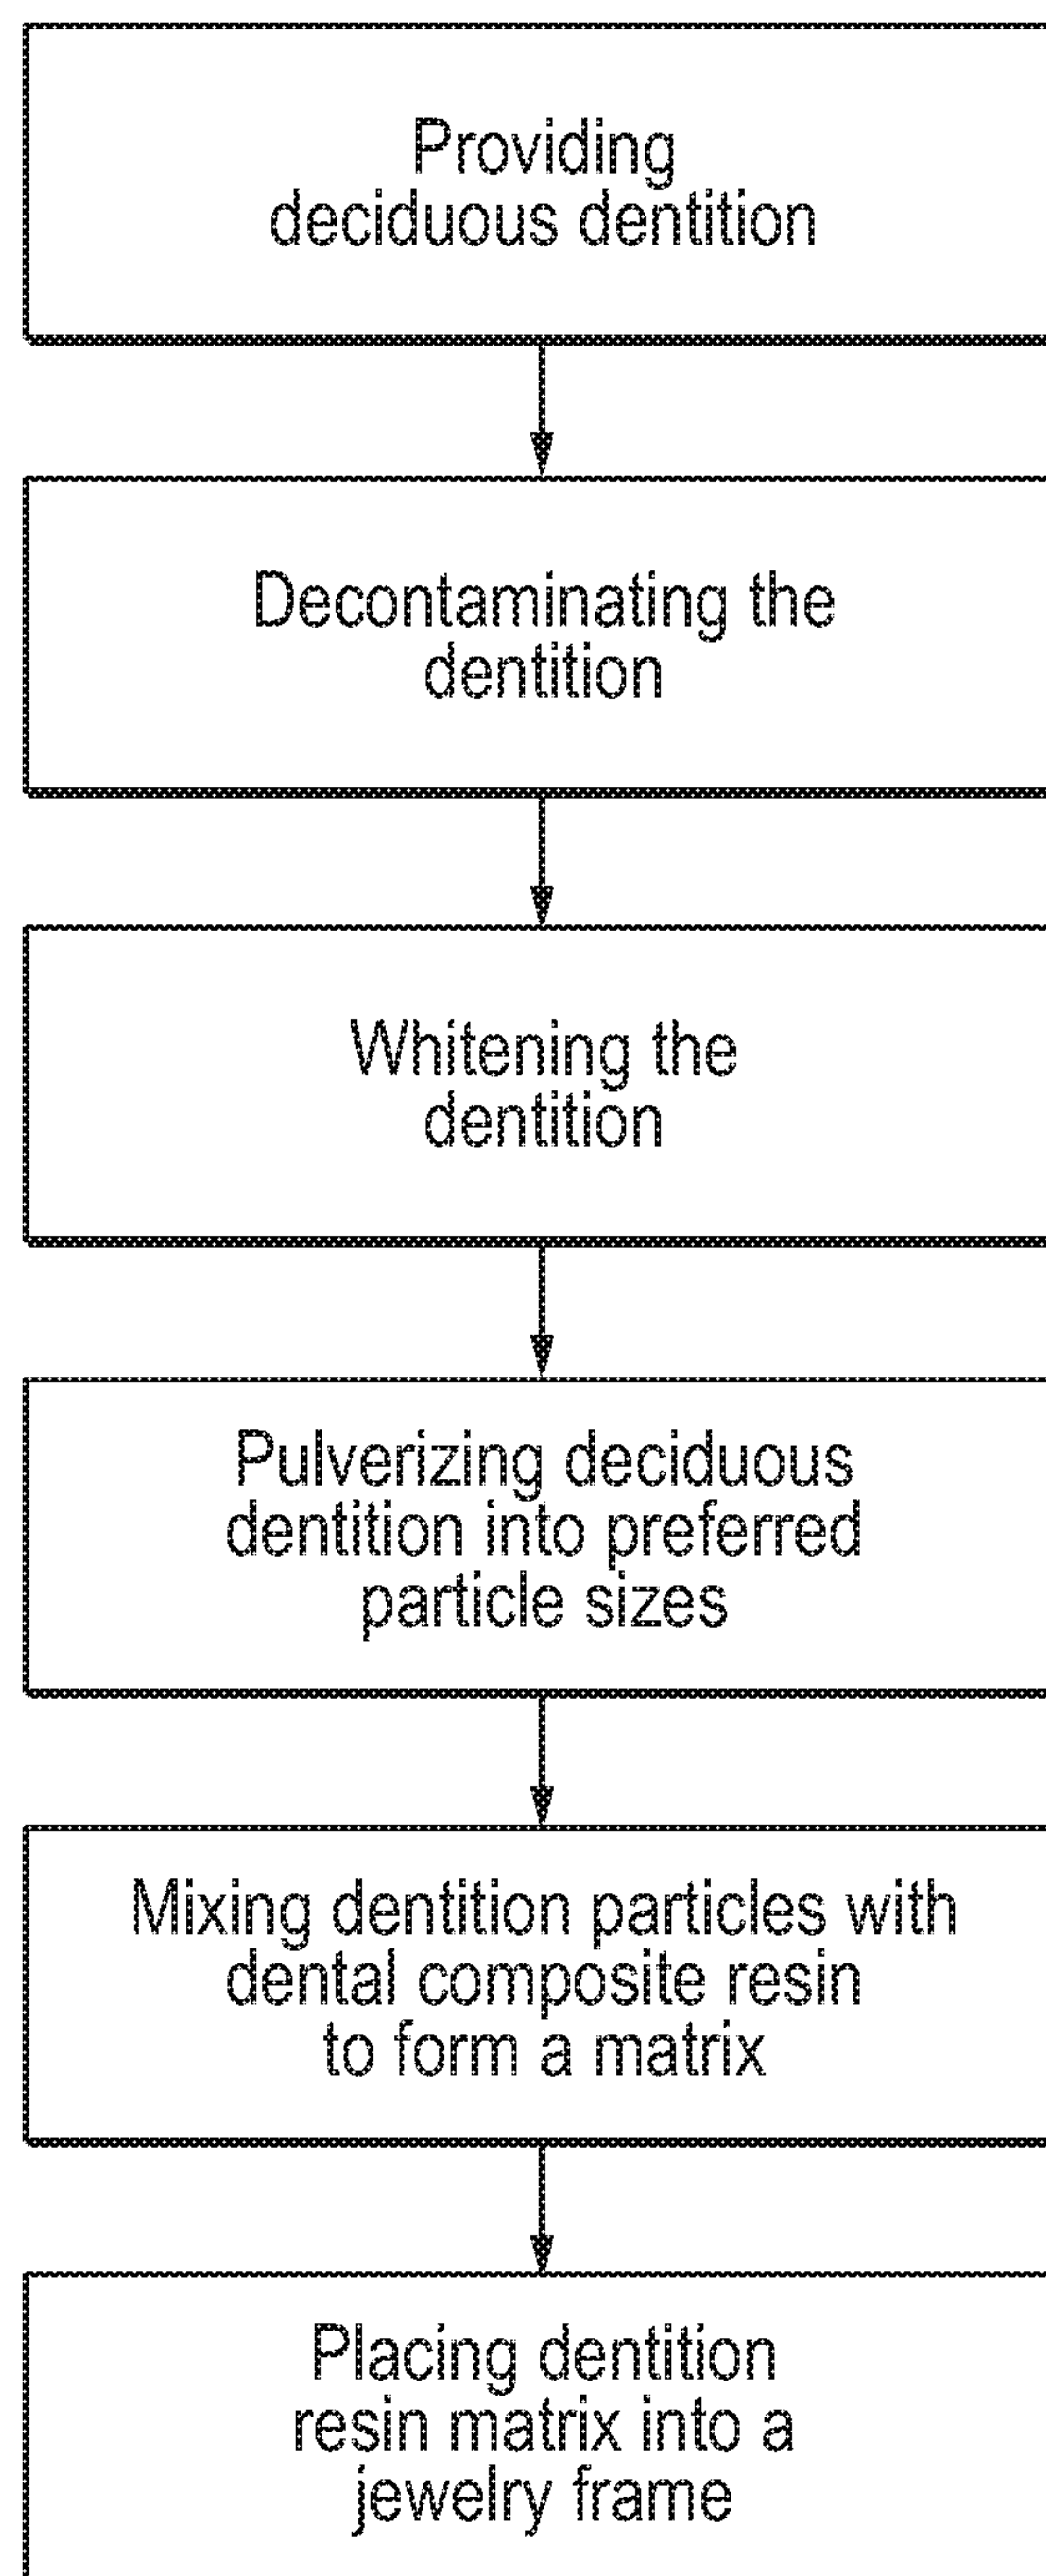 Providing
deciduous dentition
Decontaminating the
dentition
Whitening the
dentition
Pulverizing deciduous
dentition into preferred
particle sizes
Mixing dentition particles with
dental composite resin
to form a matrix
Placing dentition
resin matrix into a
jewelry frame